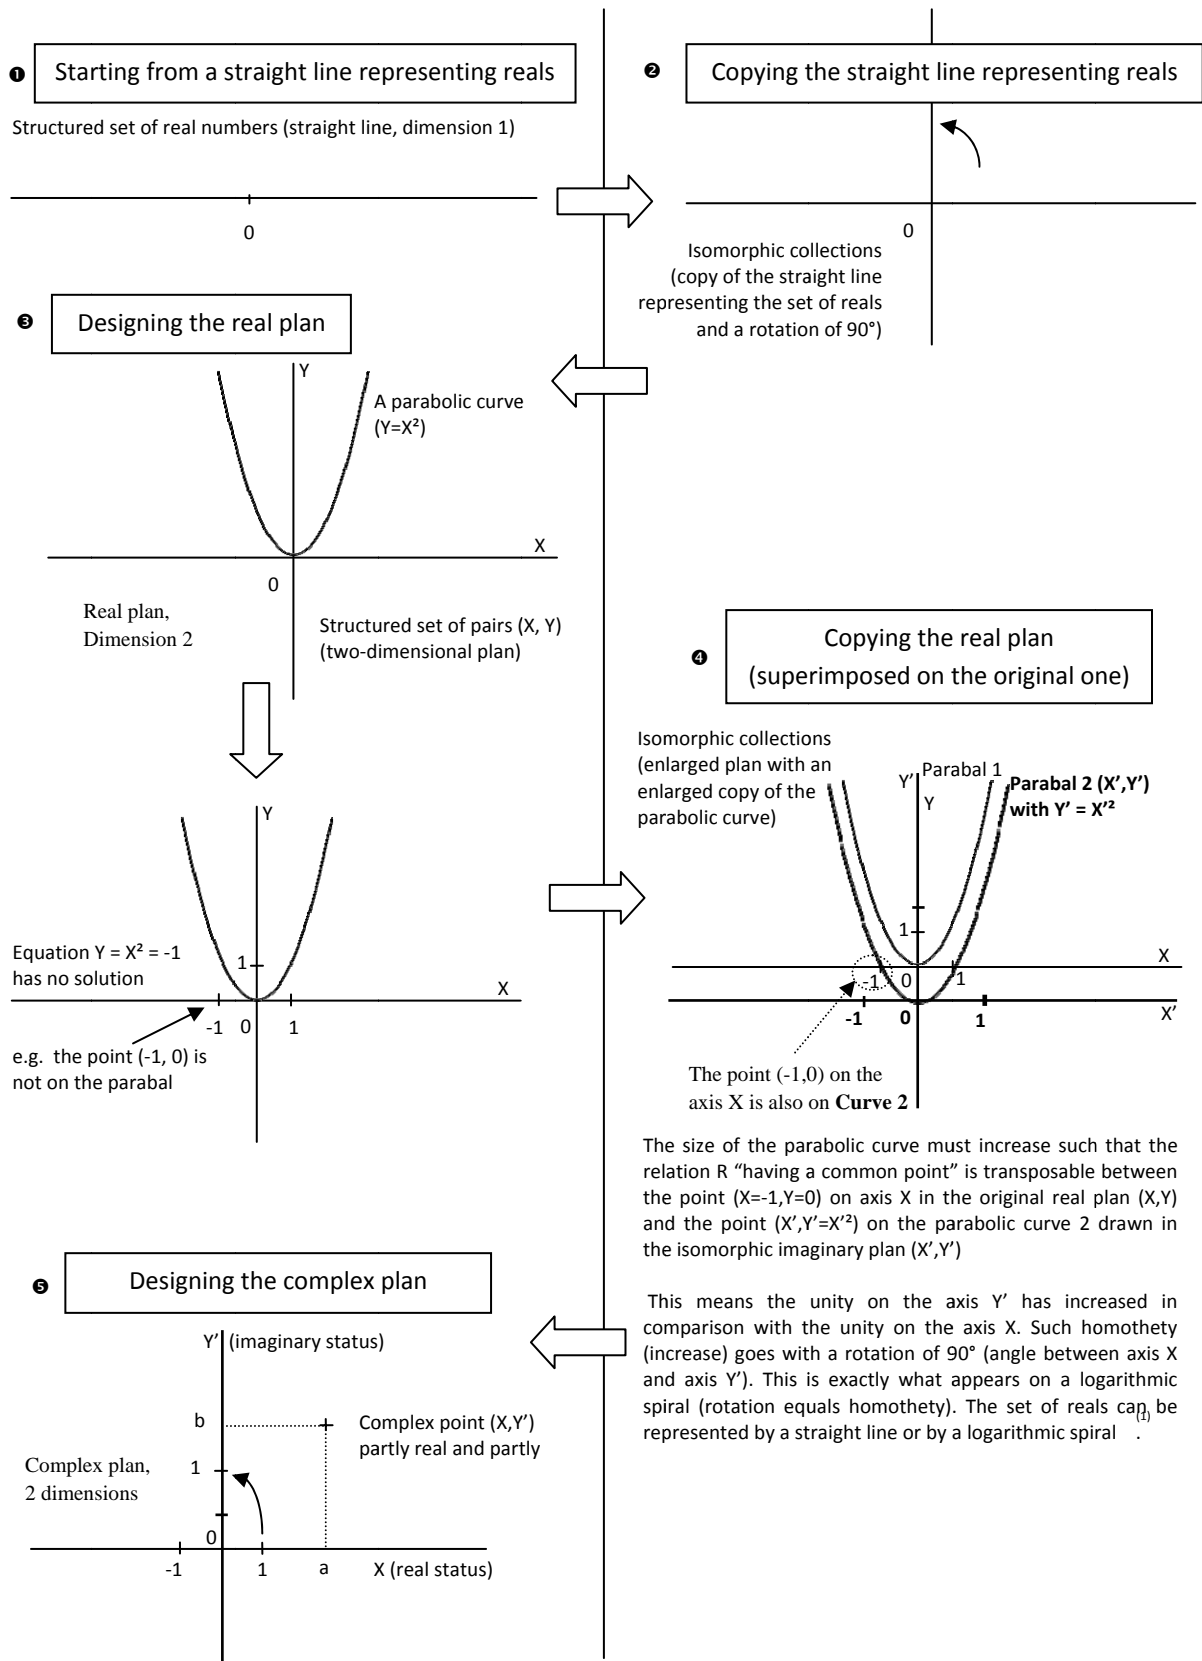 ❶ Starting from a straight line representing reals
Structured set of real numbers (straight line, dimension 1)
0
❷ Copying the straight line representing reals
0
Isomorphic collections
(copy of the straight line
representing the set of reals
and a rotation of 90°)
❸ Designing the real plan
Y
A parabolic curve
(Y=X²)
X
0
Real plan,
Dimension 2
Structured set of pairs (X, Y)
(two-dimensional plan)
Y
Equation Y = X² = -1
has no solution
1
X
-1 0 1
e.g. the point (-1, 0) is
not on the parabal
❹ Copying the real plan
(superimposed on the original one)
Isomorphic collections
(enlarged plan with an
enlarged copy of the
parabolic curve)
Y' Parabal 1
Y
Parabal 2 (X',Y')
with Y' = X'²
1
X
-1 0 1
X'
-1 0 1
The point (-1,0) on the
axis X is also on Curve 2
The size of the parabolic curve must increase such that the
relation R “having a common point” is transposable between
the point (X=-1,Y=0) on axis X in the original real plan (X,Y)
and the point (X',Y'=X'²) on the parabolic curve 2 drawn in
the isomorphic imaginary plan (X',Y')
This means the unity on the axis Y' has increased in
comparison with the unity on the axis X. Such homothety
(increase) goes with a rotation of 90° (angle between axis X
and axis Y'). This is exactly what appears on a logarithmic
spiral (rotation equals homothety). The set of reals can be
represented by a straight line or by a logarithmic spiral (1).
❺ Designing the complex plan
Y' (imaginary status)
b
Complex point (X,Y')
partly real and partly
Complex plan,
2 dimensions
1
0
-1 1 a X (real status)